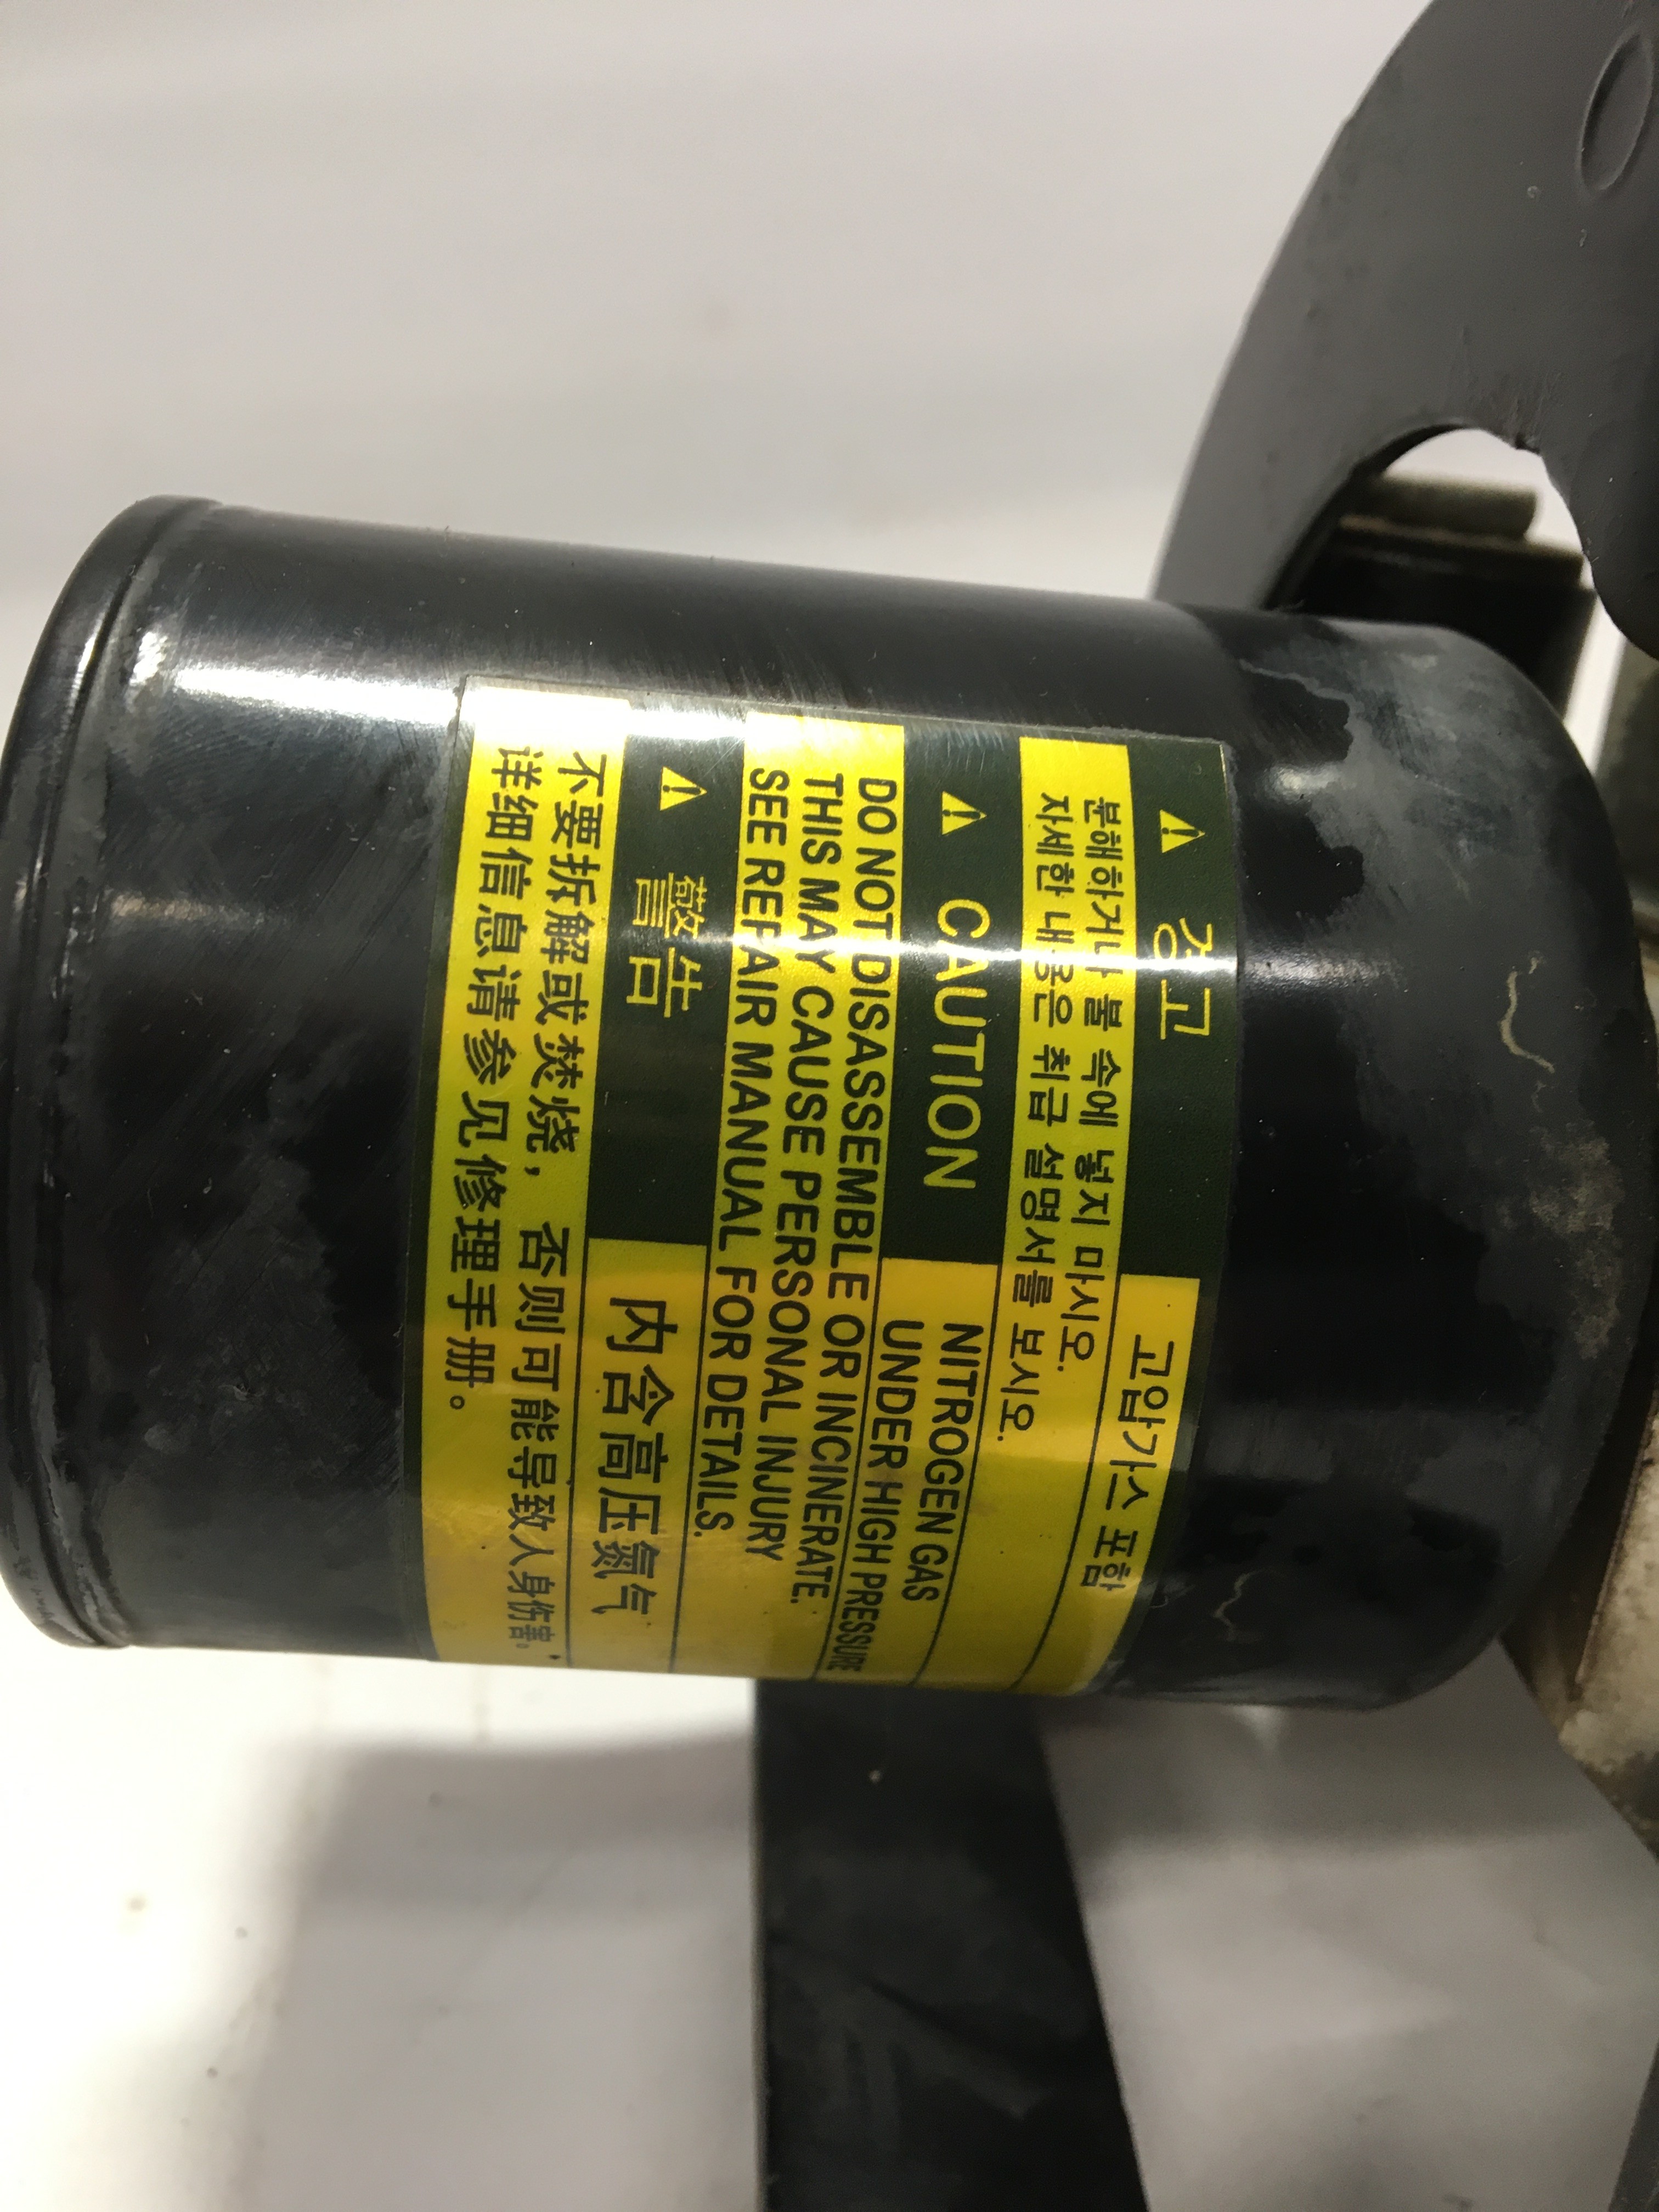 ⚠ 경고 고압가스 포함
분해하거나 불 속에 넣지 마시오.
자세한 내용은 취급 설명서를 보시오.
⚠ CAUTION NITROGEN GAS
UNDER HIGH PRESSURE
DO NOT DISASSEMBLE OR INCINERATE.
THIS MAY CAUSE PERSONAL INJURY
SEE REPAIR MANUAL FOR DETAILS.
⚠ 警告 内含高压氮气
不要拆解或焚烧，否则可能导致人身伤害。
详细信息请参见修理手册。